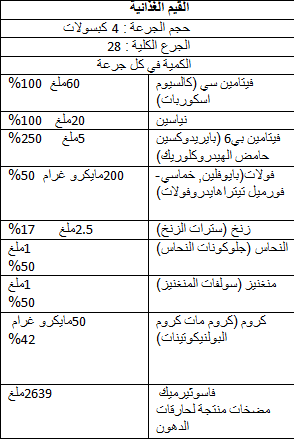 القيم الغذائية
حجم الجرعة : 4 كبسولات
الجرع الكلية : 28
الكمية في كل جرعة
فيتامين سي (كالسيوم 60ملغ 100%
اسكوربات)
نياسين 20ملغ 100%
فيتامين بي6 (بايريدوكسين 5ملغ 250%
حامض الهيدروكلوريك)
فولات(بايوفلين, خماسي- 200مايكرو غرام 50%
فورميل تيتراهايدروفولات)
زنخ (سترات الزنخ) 2.5ملغ 17%
النحاس (جلوكونات النحاس) 1ملغ
50%
منغنيز (سولفات المنغنيز) 1ملغ
50%
كروم (كروم مات كروم 50مايكرو غرام
البولنيكوتينات) 42%
فاسوثيرميك 2639ملغ
مضخات منتجة لحارقات
الدهون